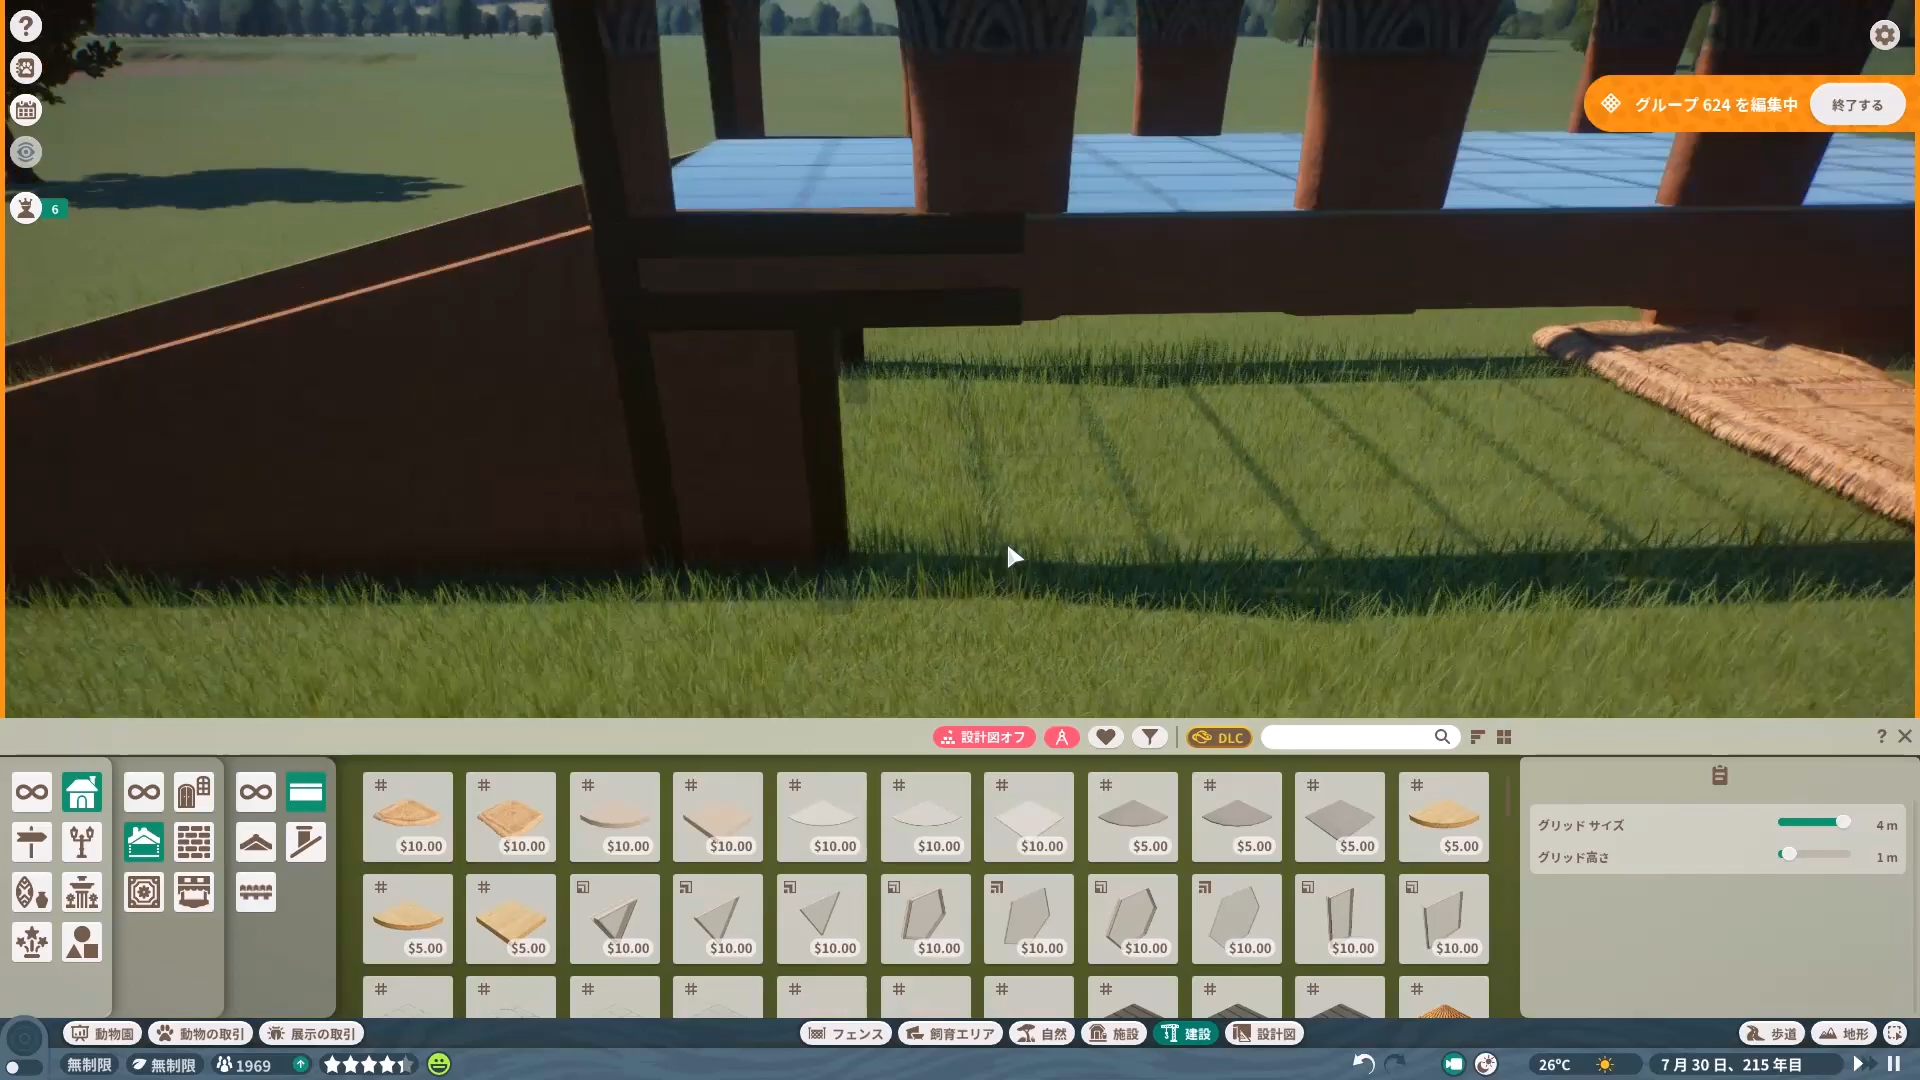 グループ 624 を編集中
終了する
6
設計図オフ
DLC
$10.00 $10.00 $10.00 $10.00 $10.00 $10.00 $10.00 $5.00 $5.00 $5.00 $5.00
$5.00 $5.00 $10.00 $10.00 $10.00 $10.00 $10.00 $10.00 $10.00 $10.00 $10.00
グリッド サイズ 4 m
グリッド高さ 1 m
動物園 動物の取引 展示の取引 フェンス 飼育エリア 自然 施設 建設 設計図 歩道 地形
無制限 無制限 1969 26°C 7 月 30 日、215 年目